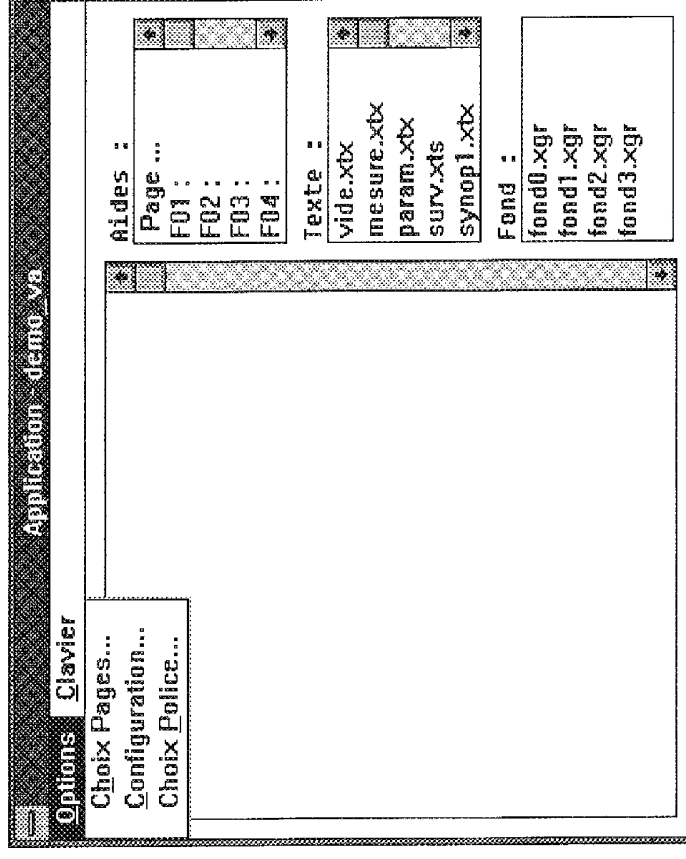 Application - demo_va
Options Clavier
Choix Pages...
Configuration...
Choix Police...
Aides :
Page ...
F01 :
F02 :
F03 :
F04 :
Texte :
vide.xtx
mesure.xtx
param.xtx
surv.xts
synop1.xtx
Fond :
fond0.xgr
fond1.xgr
fond2.xgr
fond3.xgr